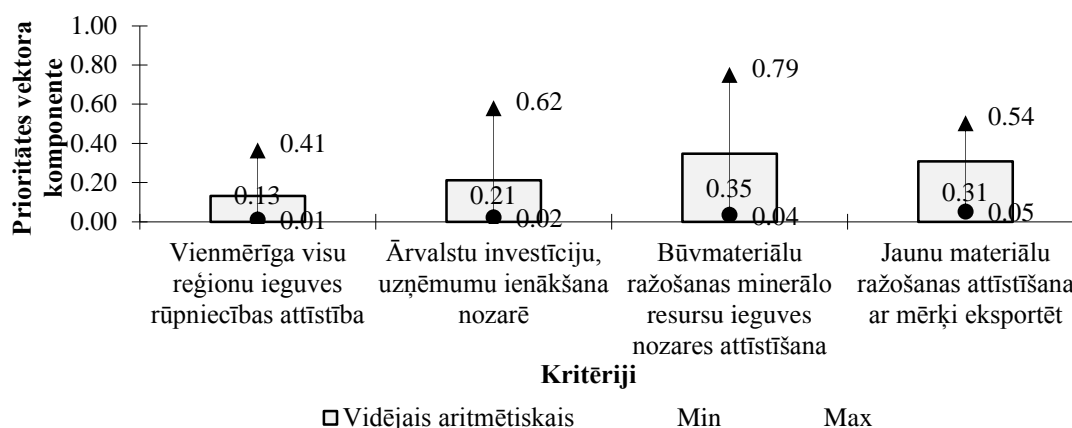 Prioritātes vektora
komponente
1.00
0.80
0.60
0.40
0.20
0.00
0.41
0.13
0.01
0.62
0.21
0.02
0.79
0.35
0.04
0.54
0.31
0.05
Vienmērīga visu
reģionu ieguves
rūpniecības attīstība
Ārvalstu investīciju,
uzņēmumu ienākšana
nozarē
Būvmateriālu
ražošanas minerālo
resursu ieguves
nozares attīstīšana
Jaunu materiālu
ražošanas attīstīšana
ar mērķi eksportēt
Kritēriji
Vidējais aritmētiskais Min Max